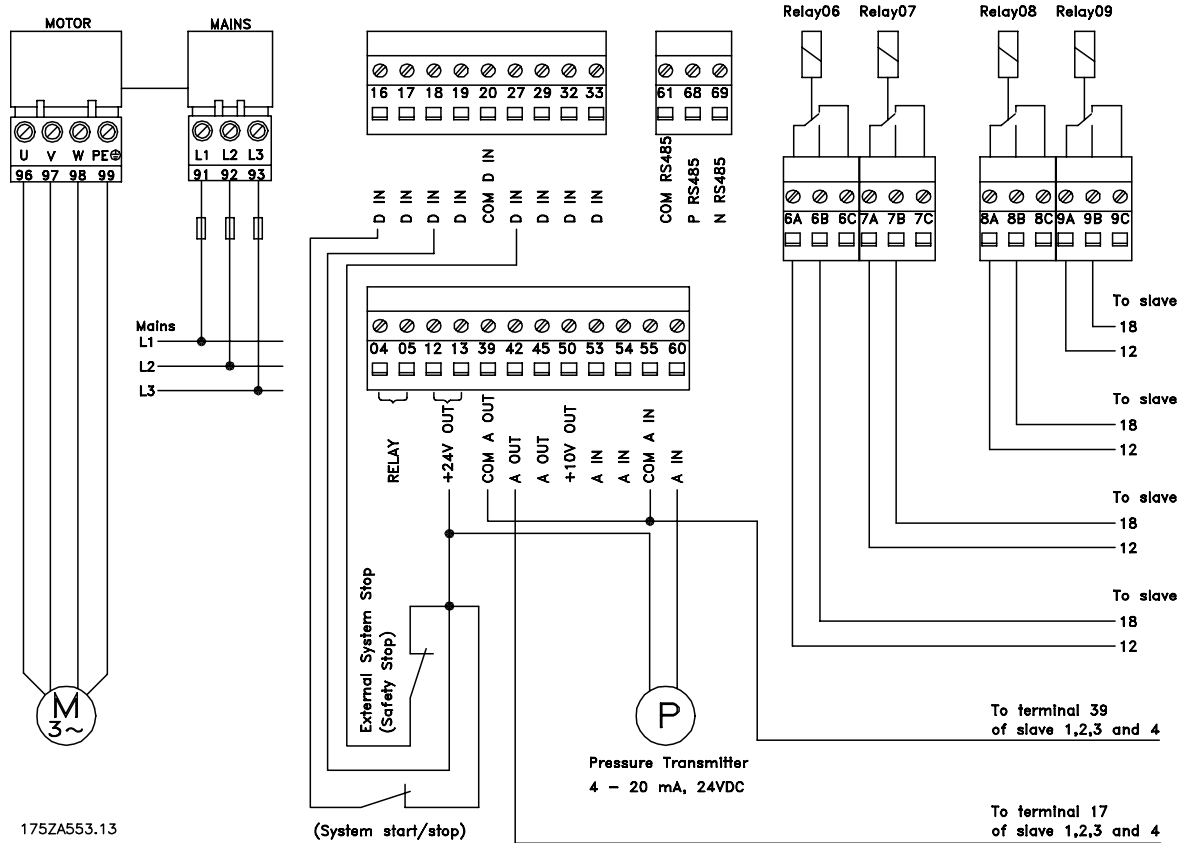 MOTOR
MAINS
Relay06 Relay07 Relay08 Relay09
16 17 18 19 20 27 29 32 33
61 68 69
U V W PE
96 97 98 99
L1 L2 L3
91 92 93
D IN
D IN
D IN
D IN
COM D IN
D IN
D IN
D IN
D IN
COM RS485
P RS485
N RS485
6A 6B 6C 7A 7B 7C
8A 8B 8C 9A 9B 9C
Mains
L1
L2
L3
04 05 12 13 39 42 45 50 53 54 55 60
RELAY
+24V OUT
COM A OUT
A OUT
A OUT
+10V OUT
A IN
A IN
COM A IN
A IN
To slave
18
12
To slave
18
12
To slave
18
12
To slave
18
12
External System Stop
(Safety Stop)
M
3~
P
Pressure Transmitter
4 - 20 mA, 24VDC
To terminal 39
of slave 1,2,3 and 4
To terminal 17
of slave 1,2,3 and 4
175ZA553.13
(System start/stop)